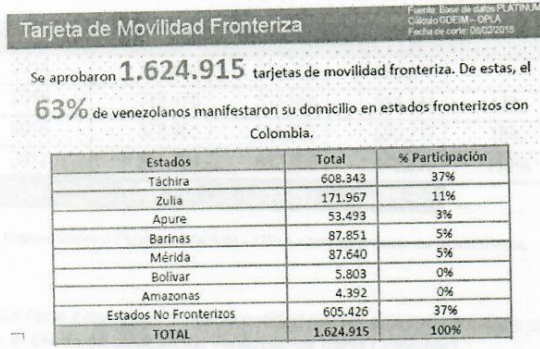 Tarjeta de Movilidad Fronteriza
Fuente: Base de datos PLATINUM
Cálculo GDEIM – OPLA
Fecha de corte: 08/02/2018
Se aprobaron 1.624.915 tarjetas de movilidad fronteriza. De estas, el
63% de venezolanos manifestaron su domicilio en estados fronterizos con
Colombia.
Estados Total % Participación
Táchira 608.343 37%
Zulia 171.967 11%
Apure 53.493 3%
Barinas 87.851 5%
Mérida 87.640 5%
Bolivar 5.803 0%
Amazonas 4.392 0%
Estados No Fronterizos 605.426 37%
TOTAL 1.624.915 100%